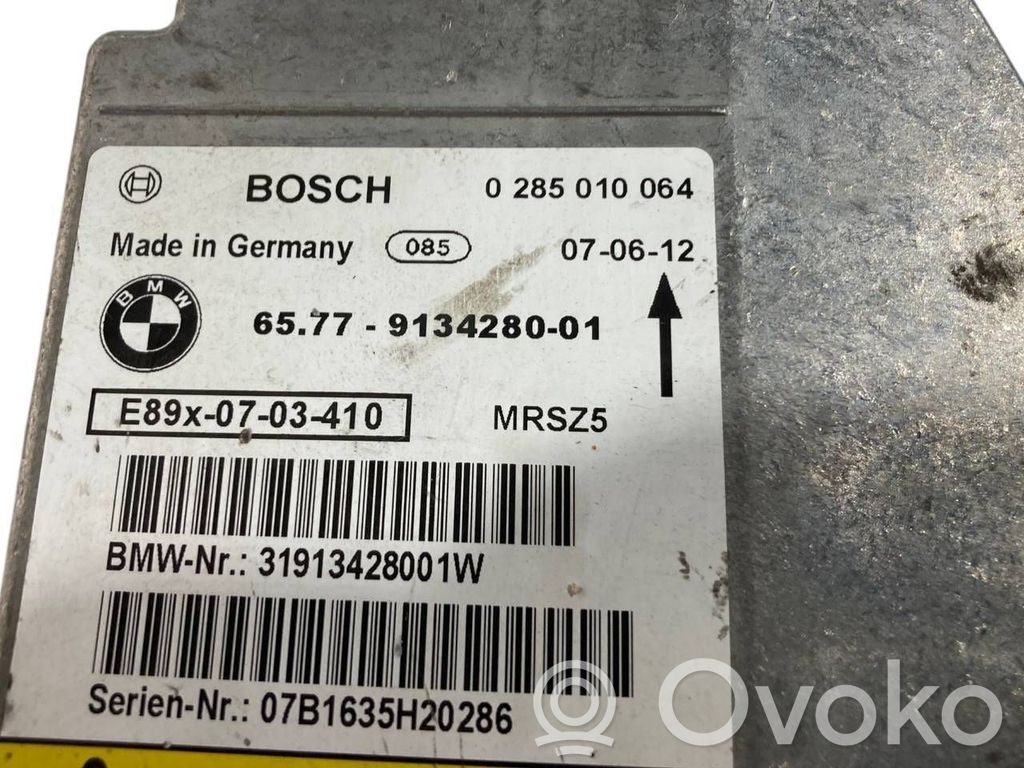 BOSCH 0 285 010 064
Made in Germany 085 07-06-12
BMW
65.77 - 9134280-01
E89x-07-03-410 MRSZ5
BMW-Nr.: 31913428001W
Serien-Nr.: 07B1635H20286
Ovoko